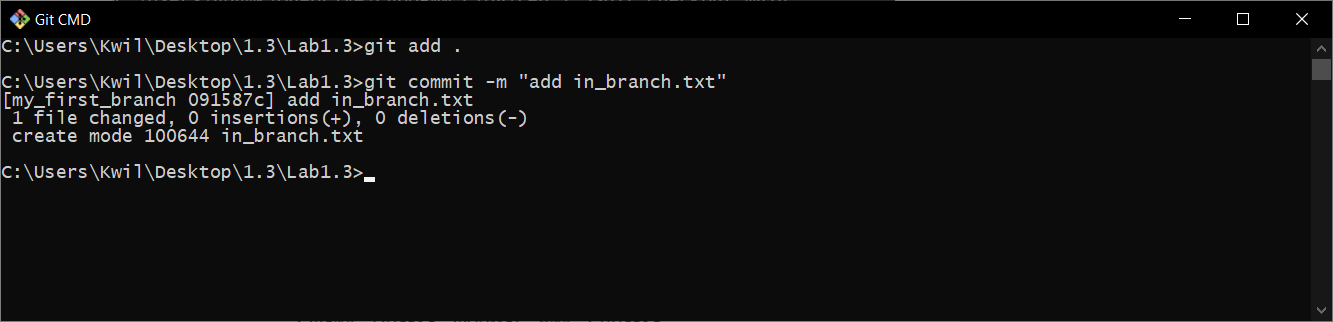 Git CMD
C:\Users\Kwil\Desktop\1.3\Lab1.3>git add .
C:\Users\Kwil\Desktop\1.3\Lab1.3>git commit -m "add in_branch.txt"
[my_first_branch 091587c] add in_branch.txt
 1 file changed, 0 insertions(+), 0 deletions(-)
 create mode 100644 in_branch.txt
C:\Users\Kwil\Desktop\1.3\Lab1.3>